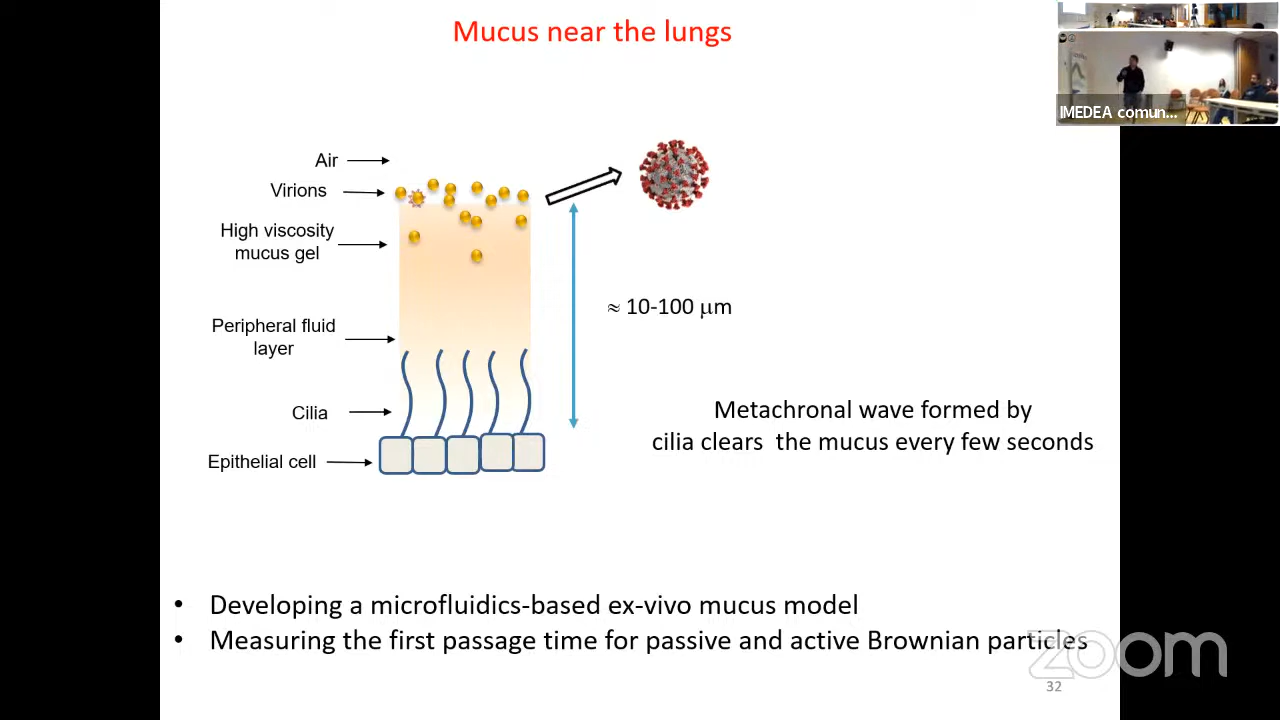 Mucus near the lungs
IMEDEA comun...
Air
Virions
High viscosity
mucus gel
≈ 10-100 μm
Peripheral fluid
layer
Metachronal wave formed by
cilia clears the mucus every few seconds
Cilia
Epithelial cell
• Developing a microfluidics-based ex-vivo mucus model
• Measuring the first passage time for passive and active Brownian particles
zoom
32